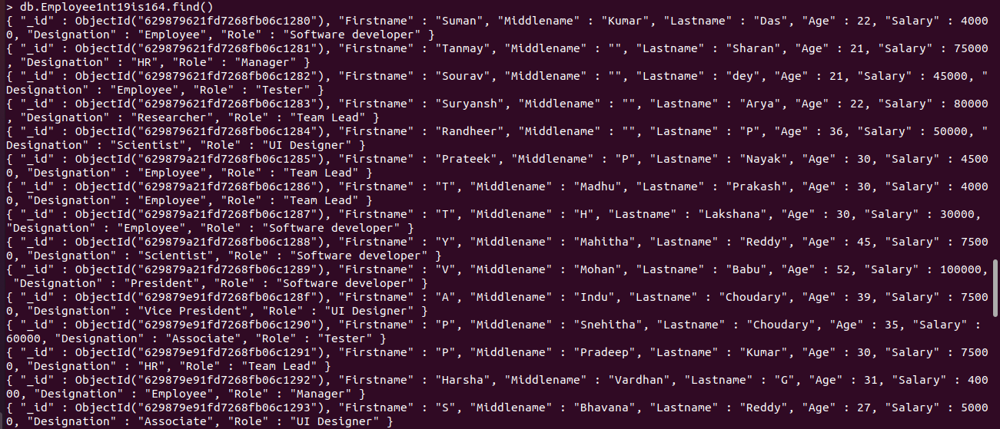 > db.Employee1nt19is164.find()
{ "_id" : ObjectId("629879621fd7268fb06c1280"), "Firstname" : "Suman", "Middlename" : "Kumar", "Lastname" : "Das", "Age" : 22, "Salary" : 4000
0, "Designation" : "Employee", "Role" : "Software developer" }
{ "_id" : ObjectId("629879621fd7268fb06c1281"), "Firstname" : "Tanmay", "Middlename" : "", "Lastname" : "Sharan", "Age" : 21, "Salary" : 75000
, "Designation" : "HR", "Role" : "Manager" }
{ "_id" : ObjectId("629879621fd7268fb06c1282"), "Firstname" : "Sourav", "Middlename" : "", "Lastname" : "dey", "Age" : 21, "Salary" : 45000, "
Designation" : "Employee", "Role" : "Tester" }
{ "_id" : ObjectId("629879621fd7268fb06c1283"), "Firstname" : "Suryansh", "Middlename" : "", "Lastname" : "Arya", "Age" : 22, "Salary" : 80000
, "Designation" : "Researcher", "Role" : "Team Lead" }
{ "_id" : ObjectId("629879621fd7268fb06c1284"), "Firstname" : "Randheer", "Middlename" : "", "Lastname" : "P", "Age" : 36, "Salary" : 50000, "
Designation" : "Scientist", "Role" : "UI Designer" }
{ "_id" : ObjectId("629879a21fd7268fb06c1285"), "Firstname" : "Prateek", "Middlename" : "P", "Lastname" : "Nayak", "Age" : 30, "Salary" : 4500
0, "Designation" : "Employee", "Role" : "Team Lead" }
{ "_id" : ObjectId("629879a21fd7268fb06c1286"), "Firstname" : "T", "Middlename" : "Madhu", "Lastname" : "Prakash", "Age" : 30, "Salary" : 4000
0, "Designation" : "Employee", "Role" : "Team Lead" }
{ "_id" : ObjectId("629879a21fd7268fb06c1287"), "Firstname" : "T", "Middlename" : "H", "Lastname" : "Lakshana", "Age" : 30, "Salary" : 30000,
"Designation" : "Employee", "Role" : "Software developer" }
{ "_id" : ObjectId("629879a21fd7268fb06c1288"), "Firstname" : "Y", "Middlename" : "Mahitha", "Lastname" : "Reddy", "Age" : 45, "Salary" : 7500
0, "Designation" : "Scientist", "Role" : "Software developer" }
{ "_id" : ObjectId("629879a21fd7268fb06c1289"), "Firstname" : "V", "Middlename" : "Mohan", "Lastname" : "Babu", "Age" : 52, "Salary" : 100000,
 "Designation" : "President", "Role" : "Software developer" }
{ "_id" : ObjectId("629879e91fd7268fb06c128f"), "Firstname" : "A", "Middlename" : "Indu", "Lastname" : "Choudary", "Age" : 39, "Salary" : 7500
0, "Designation" : "Vice President", "Role" : "UI Designer" }
{ "_id" : ObjectId("629879e91fd7268fb06c1290"), "Firstname" : "P", "Middlename" : "Snehitha", "Lastname" : "Choudary", "Age" : 35, "Salary" :
60000, "Designation" : "Associate", "Role" : "Tester" }
{ "_id" : ObjectId("629879e91fd7268fb06c1291"), "Firstname" : "P", "Middlename" : "Pradeep", "Lastname" : "Kumar", "Age" : 30, "Salary" : 7500
0, "Designation" : "HR", "Role" : "Team Lead" }
{ "_id" : ObjectId("629879e91fd7268fb06c1292"), "Firstname" : "Harsha", "Middlename" : "Vardhan", "Lastname" : "G", "Age" : 31, "Salary" : 400
00, "Designation" : "Employee", "Role" : "Manager" }
{ "_id" : ObjectId("629879e91fd7268fb06c1293"), "Firstname" : "S", "Middlename" : "Bhavana", "Lastname" : "Reddy", "Age" : 27, "Salary" : 5000
0, "Designation" : "Associate", "Role" : "UI Designer" }